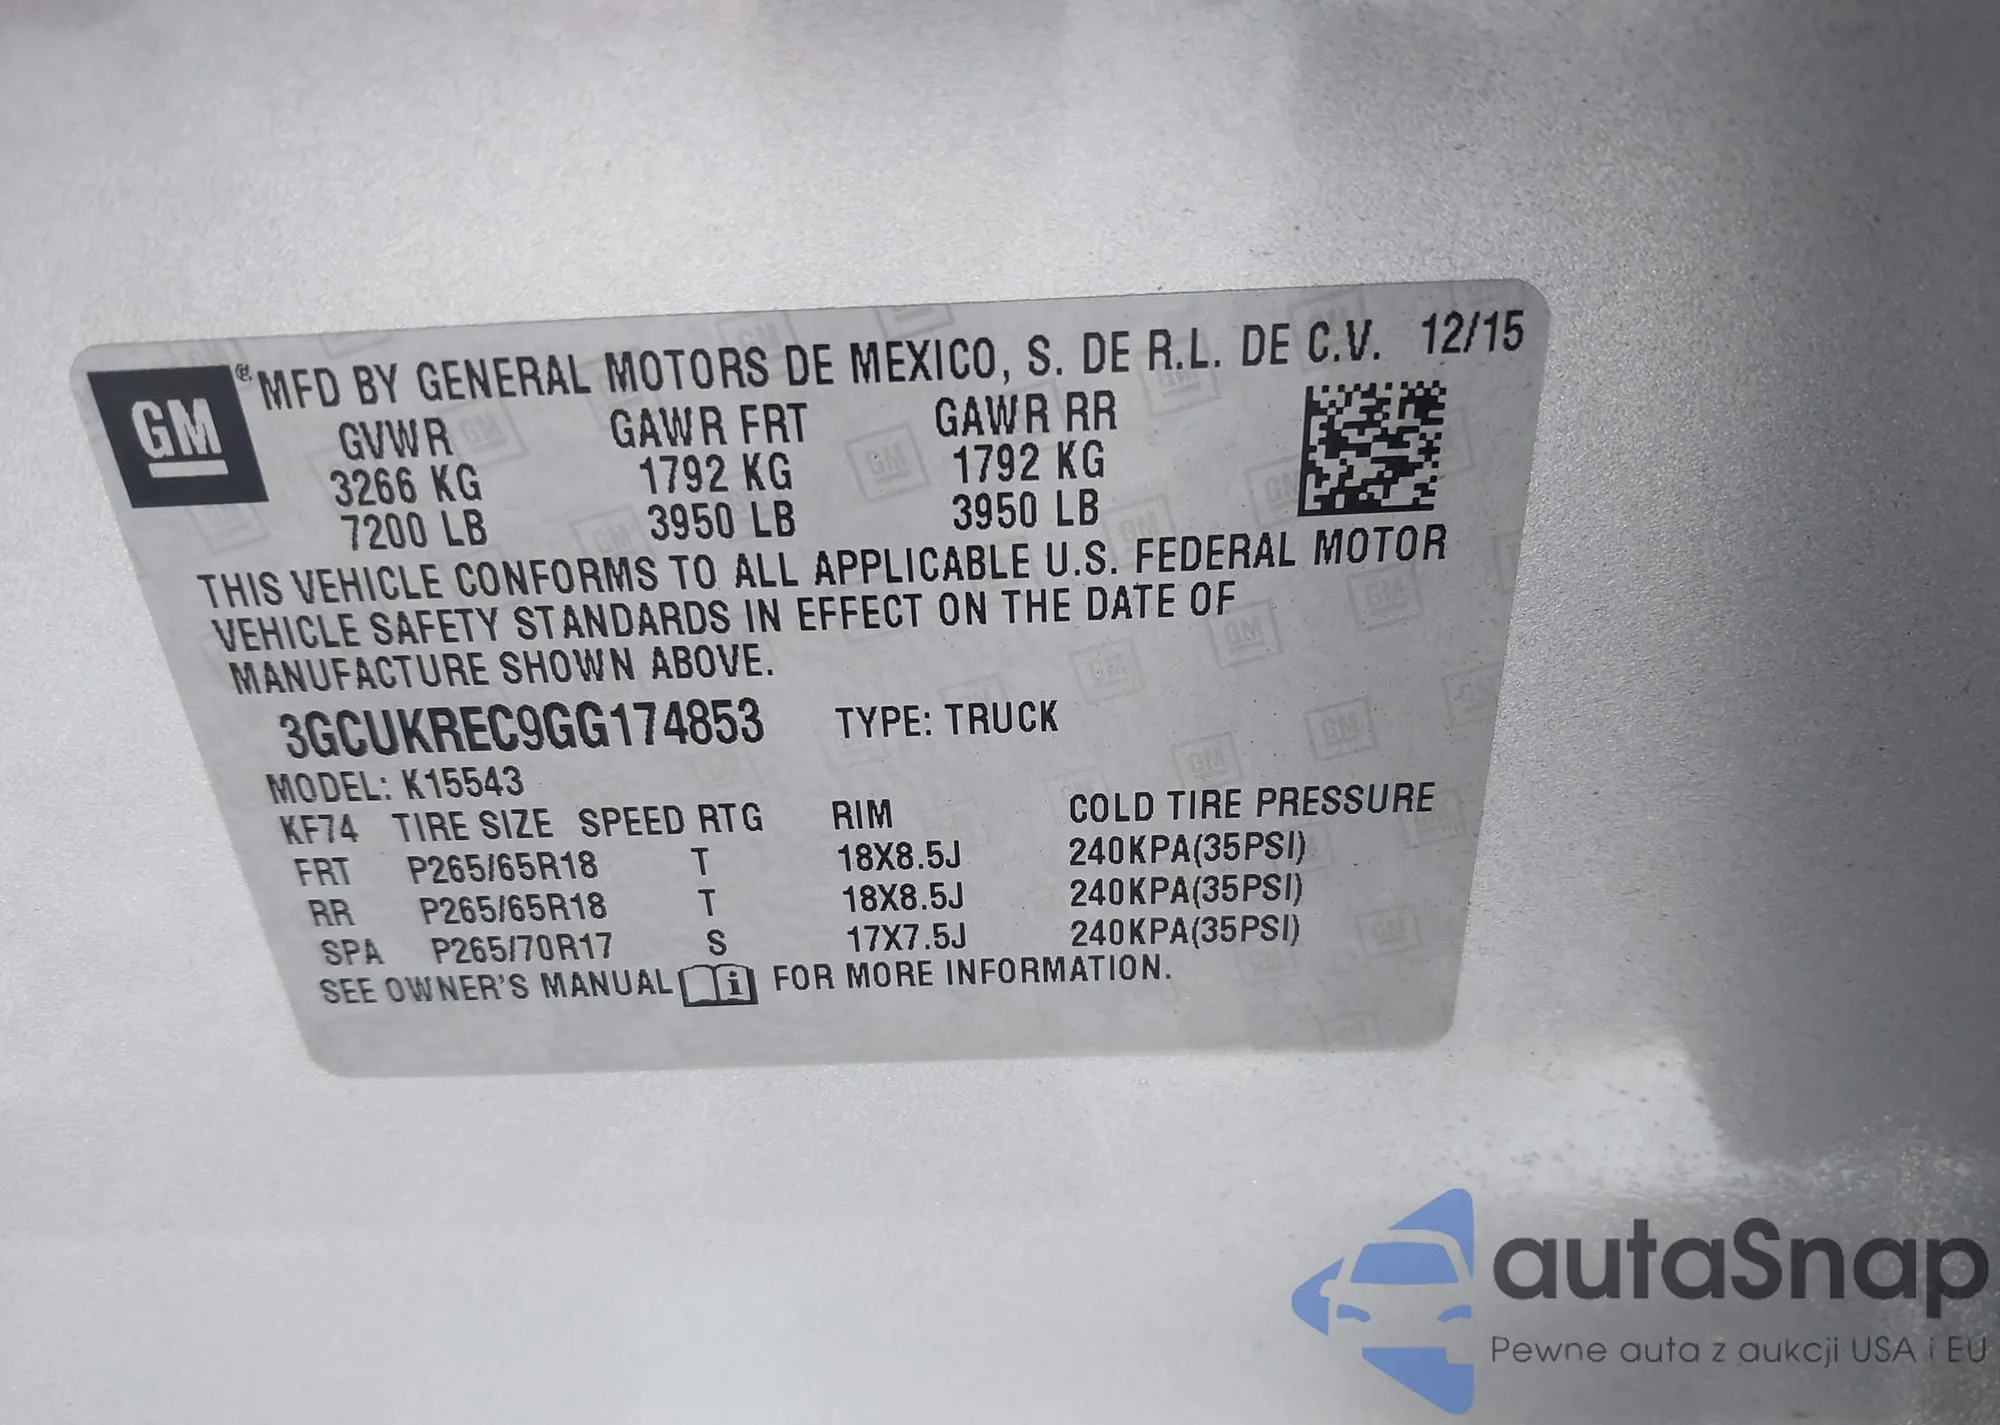 GM ® MFD BY GENERAL MOTORS DE MEXICO, S. DE R.L. DE C.V. 12/15
GVWR GAWR FRT GAWR RR
3266 KG 1792 KG 1792 KG
7200 LB 3950 LB 3950 LB
THIS VEHICLE CONFORMS TO ALL APPLICABLE U.S. FEDERAL MOTOR
VEHICLE SAFETY STANDARDS IN EFFECT ON THE DATE OF
MANUFACTURE SHOWN ABOVE.
3GCUKREC9GG174853 TYPE: TRUCK
MODEL: K15543
KF74 TIRE SIZE SPEED RTG RIM COLD TIRE PRESSURE
FRT P265/65R18 T 18X8.5J 240KPA(35PSI)
RR P265/65R18 T 18X8.5J 240KPA(35PSI)
SPA P265/70R17 S 17X7.5J 240KPA(35PSI)
SEE OWNER'S MANUAL i FOR MORE INFORMATION.
autaSnap
Pewne auta z aukcji USA i EU